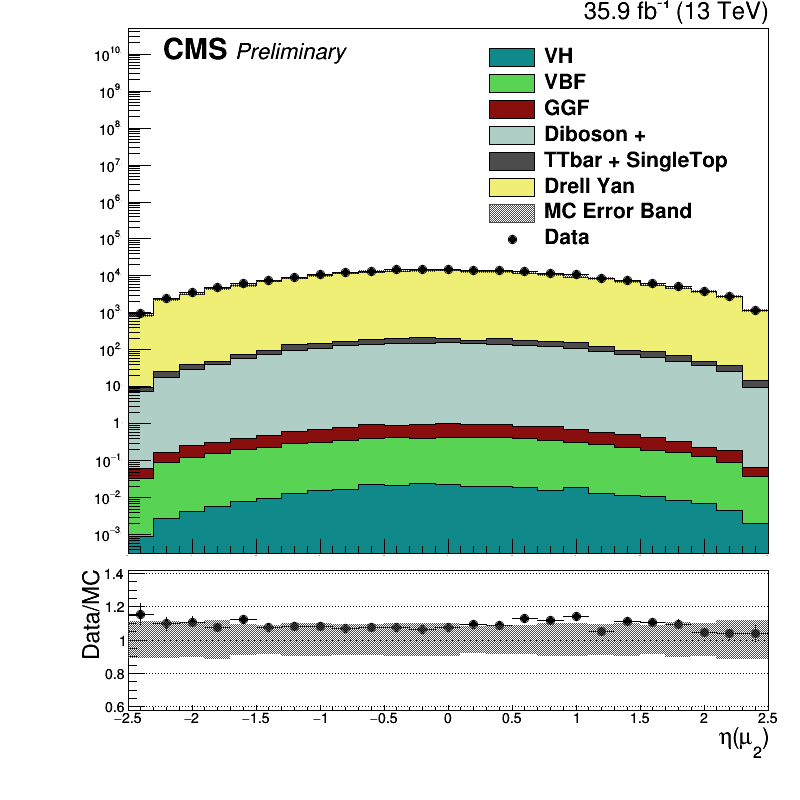 35.9 fb⁻¹ (13 TeV)
CMS Preliminary
VH
VBF
GGF
Diboson +
TTbar + SingleTop
Drell Yan
MC Error Band
Data
10¹⁰
10⁹
10⁸
10⁷
10⁶
10⁵
10⁴
10³
10²
10
1
10⁻¹
10⁻²
10⁻³
Data/MC
1.4
1.2
1
0.8
0.6
−2.5 −2 −1.5 −1 −0.5 0 0.5 1 1.5 2 2.5
η(μ₂)